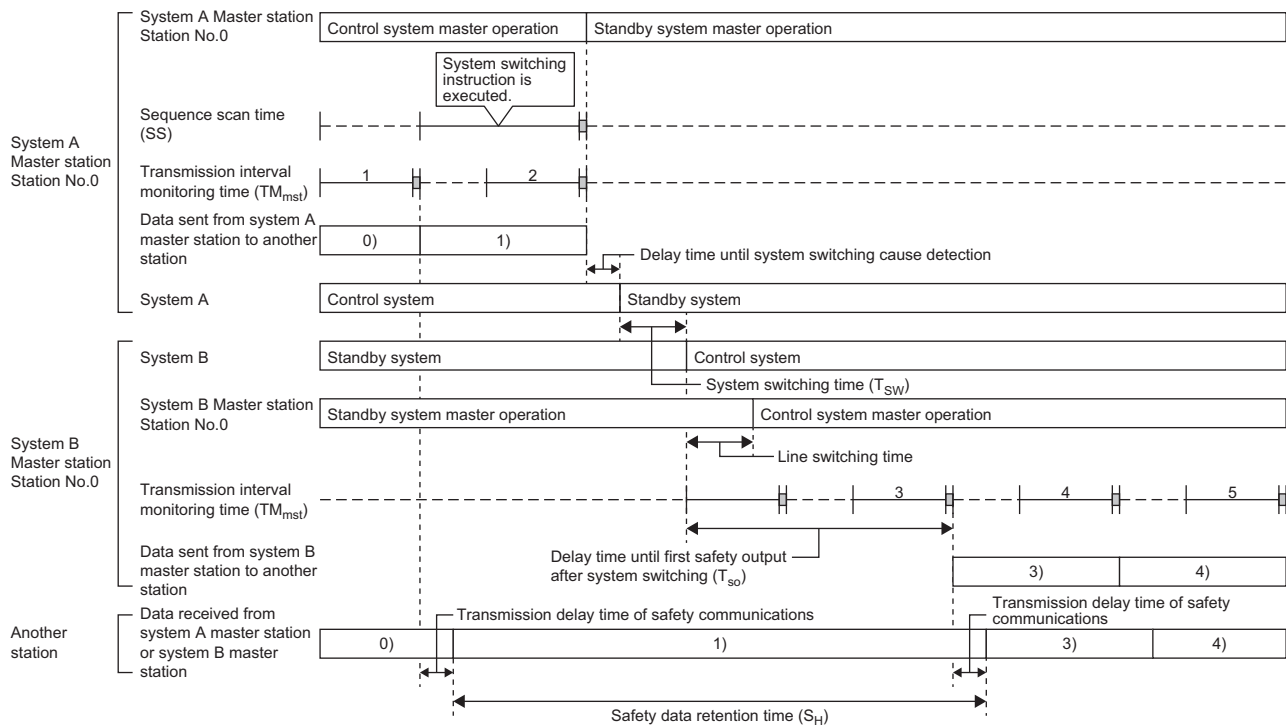 System A Master station
Station No.0
Control system master operation
Standby system master operation
System switching
instruction is
executed.
Sequence scan time
(SS)
System A
Master station
Station No.0
Transmission interval
monitoring time (TMmst)
1
2
Data sent from system A
master station to another
station
0)
1)
Delay time until system switching cause detection
System A
Control system
Standby system
System B
Standby system
Control system
System switching time (TSW)
System B Master station
Station No.0
Standby system master operation
Control system master operation
Line switching time
System B
Master station
Station No.0
Transmission interval
monitoring time (TMmst)
3
4
5
Delay time until first safety output
after system switching (Tso)
Data sent from system B
master station to another
station
3)
4)
Transmission delay time of safety communications
Transmission delay time of safety
communications
Another
station
Data received from
system A master station
or system B master
station
0)
1)
3)
4)
Safety data retention time (SH)